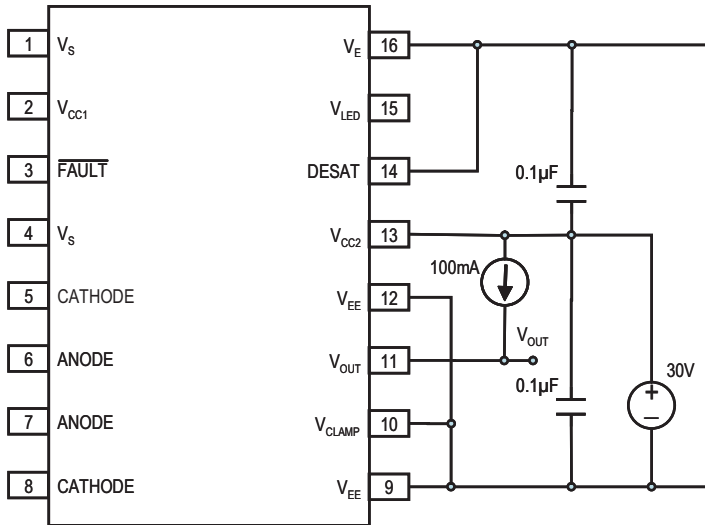 1 V_S
V_E 16
2 V_CC1
V_LED 15
3 FAULT
DESAT 14
0.1µF
4 V_S
V_CC2 13
100mA
5 CATHODE
V_EE 12
6 ANODE
V_OUT 11
V_OUT
0.1µF
30V
+
–
7 ANODE
V_CLAMP 10
8 CATHODE
V_EE 9